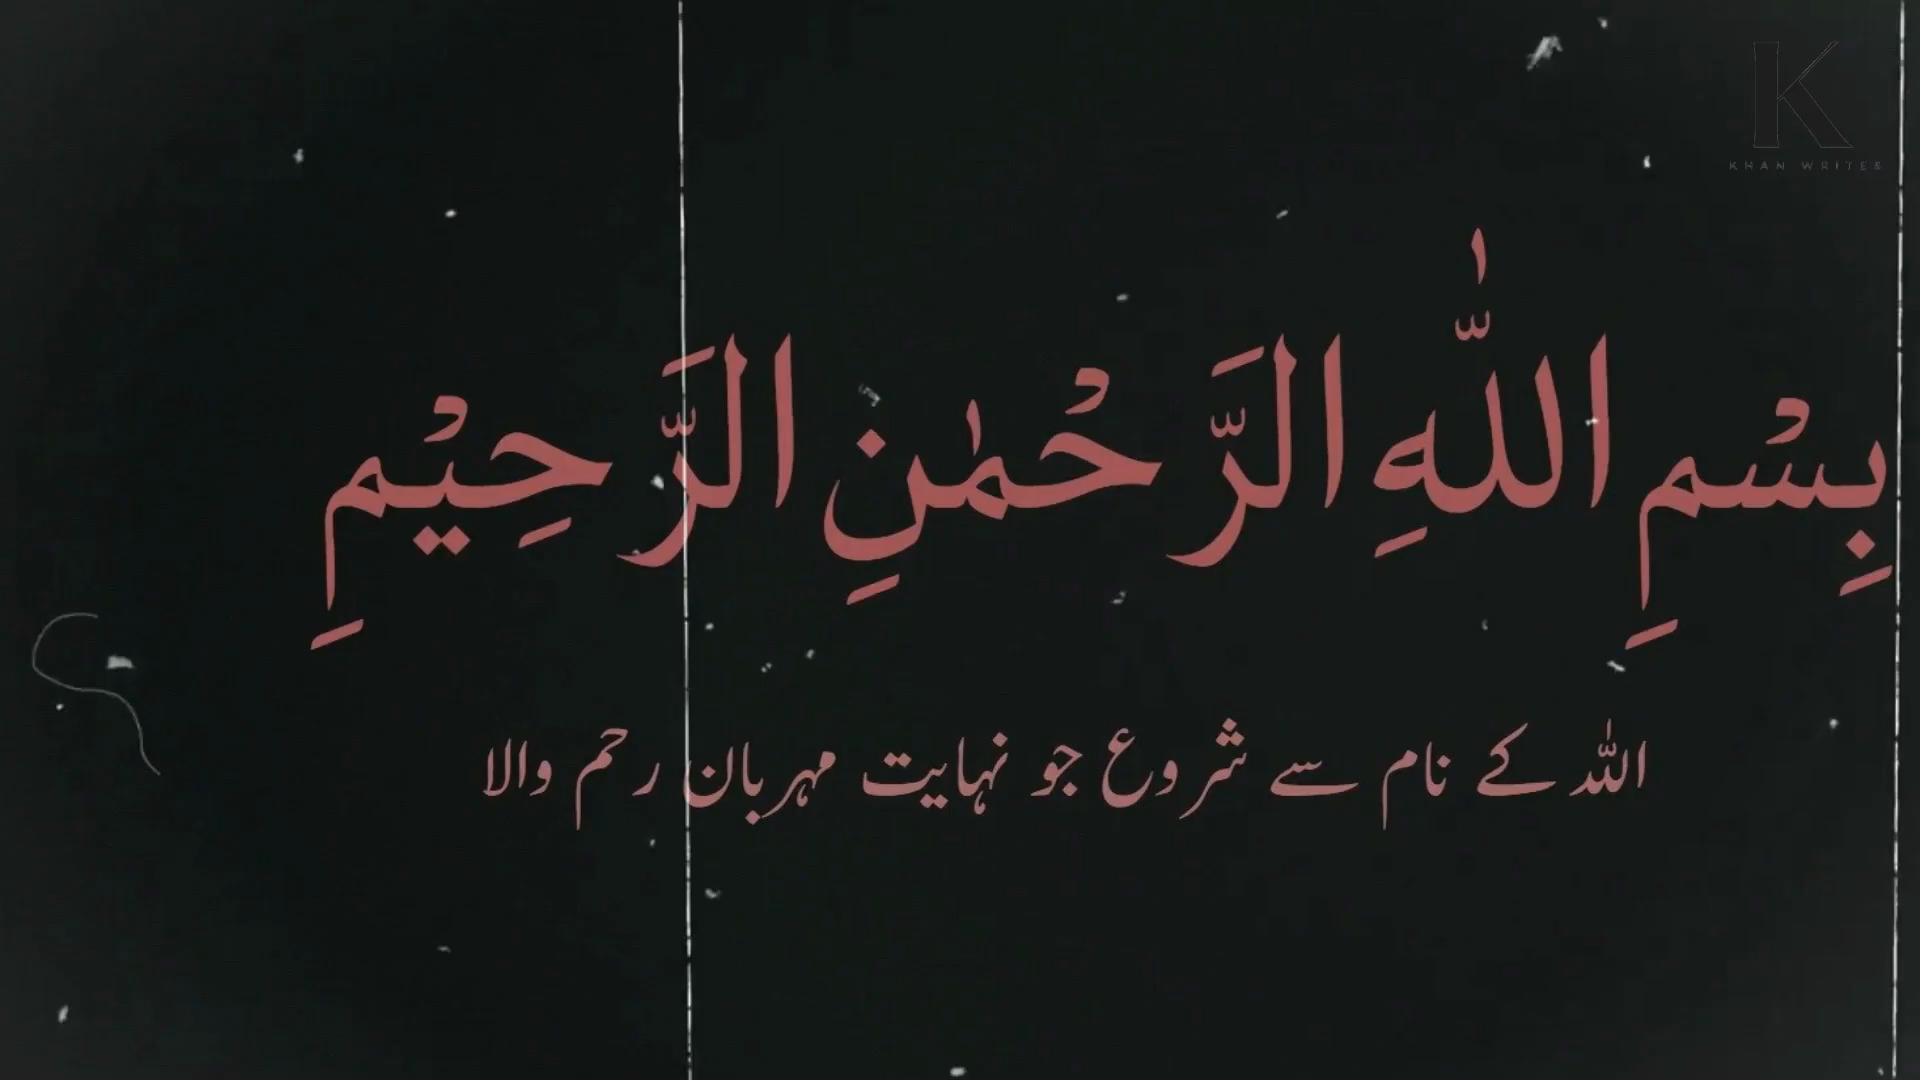 K
KHAN WRITES
بِسْمِ اللّٰهِ الرَّحْمٰنِ الرَّحِيْمِ
اللہ کے نام سے شروع جو نہایت مہربان رحم والا